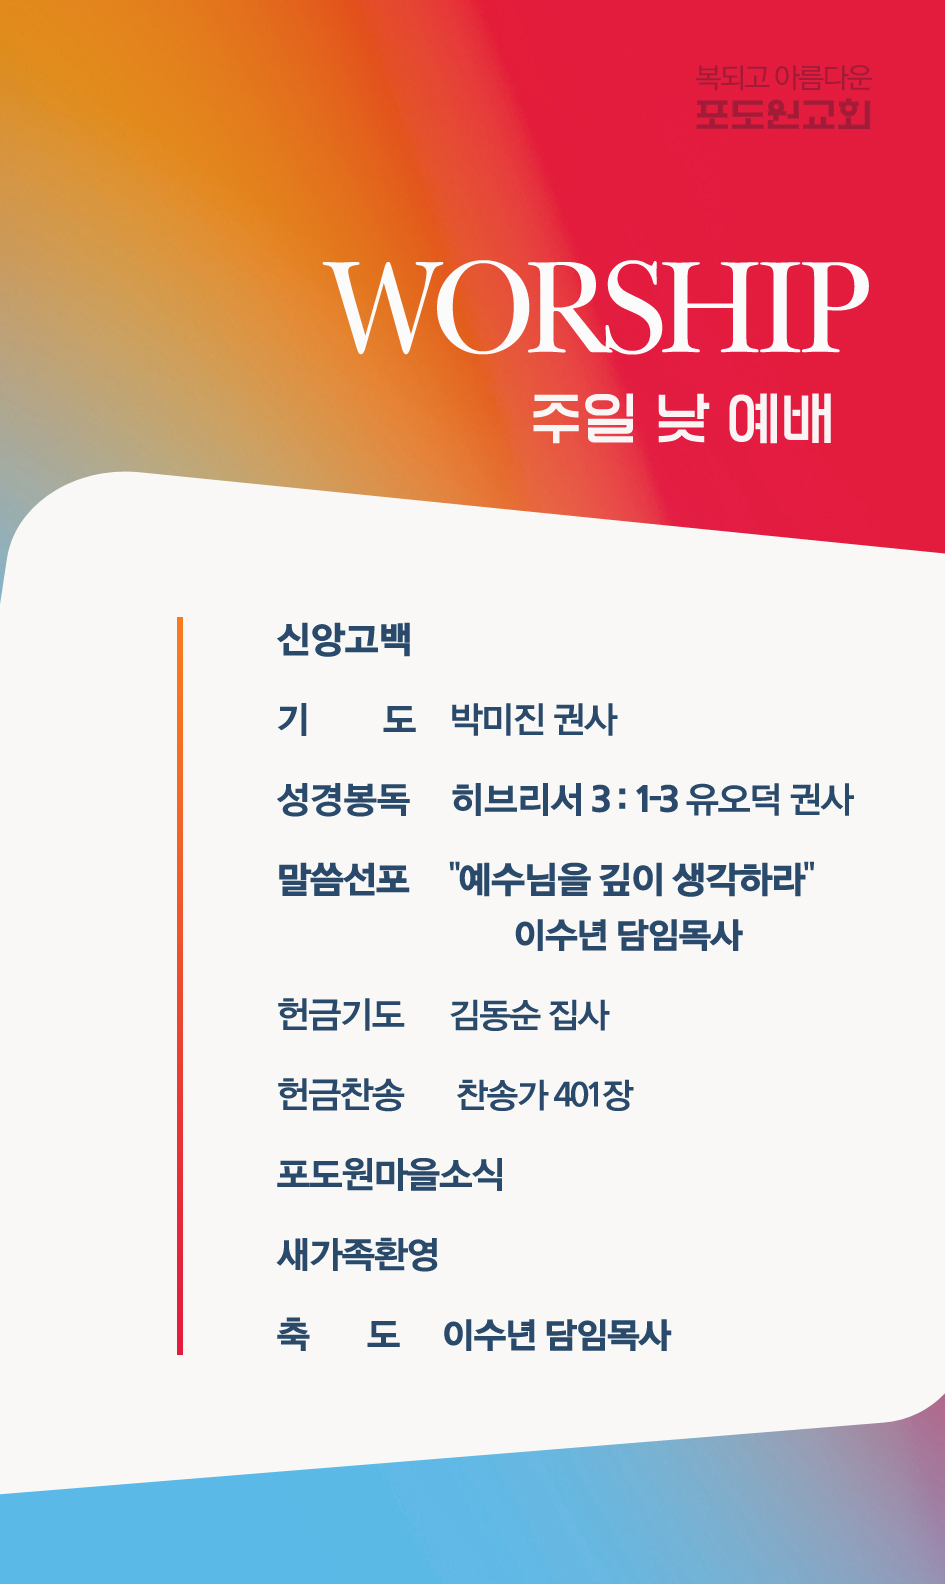 복되고 아름다운
포도원교회
WORSHIP
주일 낮 예배
신앙고백
기 도 박미진 권사
성경봉독 히브리서 3 : 1-3 유오덕 권사
말씀선포 "예수님을 깊이 생각하라"
이수년 담임목사
헌금기도 김동순 집사
헌금찬송 찬송가 401장
포도원마을소식
새가족환영
축 도 이수년 담임목사